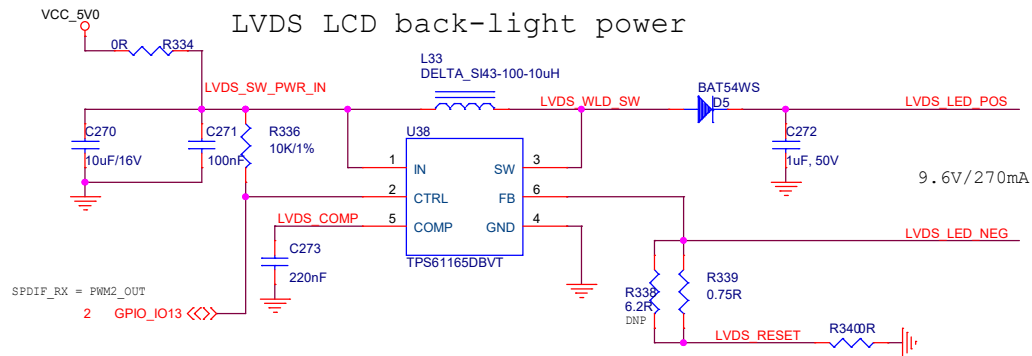 LVDS LCD back-light power
VCC_5V0
0R R334
L33
DELTA_SI43-100-10uH
LVDS_SW_PWR_IN
LVDS_WLD_SW
BAT54WS
D5
LVDS_LED_POS
C270
10uF/16V
C271
100nF
R336
10K/1%
U38
1 IN
SW 3
2 CTRL
FB 6
5 COMP
GND 4
TPS61165DBVT
C272
1uF, 50V
9.6V/270mA
LVDS_COMP
C273
220nF
LVDS_LED_NEG
R338
6.2R
DNP
R339
0.75R
SPDIF_RX = PWM2_OUT
2 GPIO_IO13
LVDS_RESET
R340 0R